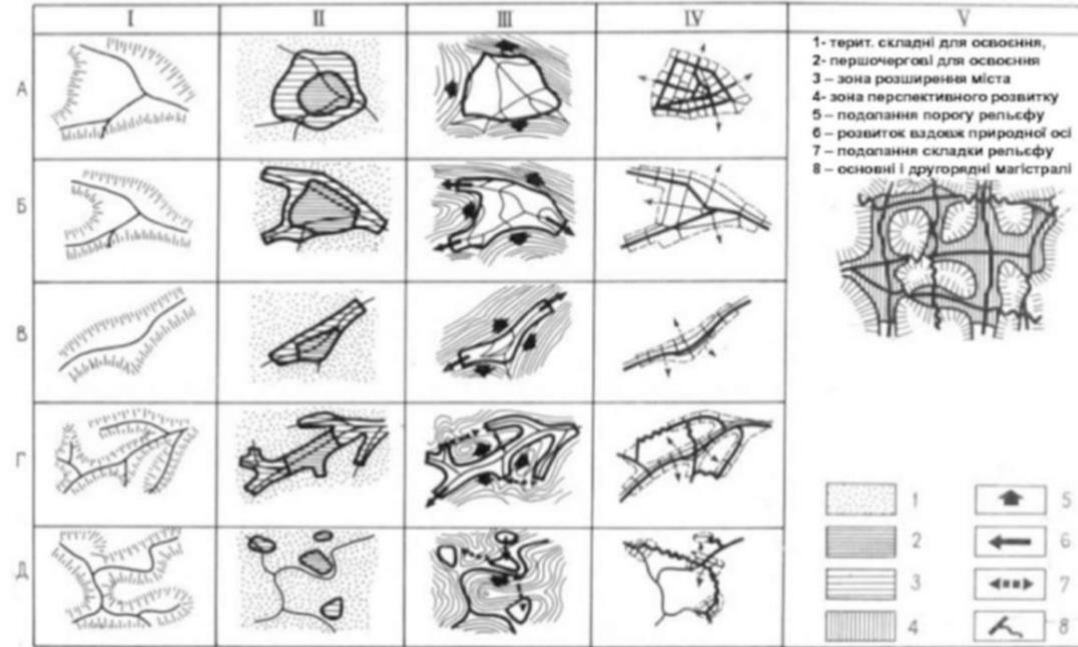 I II III IV V
1- терит. складні для освоєння,
2- першочергові для освоєння
3 – зона розширення міста
4- зона перспективного розвитку
5 – подолання порогу рельєфу
6 – розвиток вздовж природної осі
7 – подолання складки рельєфу
8 – основні і другорядні магістралі
А
Б
В
Г
Д
1 5
2 6
3 7
4 8